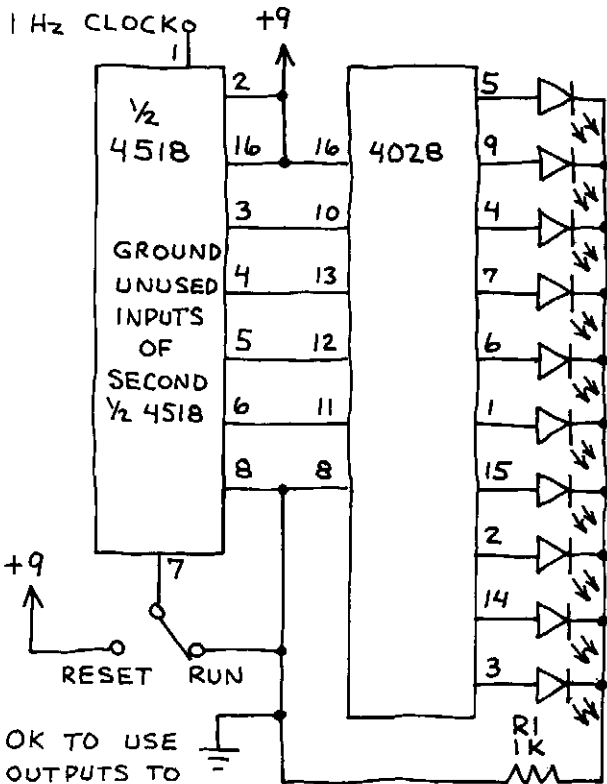 1 Hz CLOCK
+9
1
½
4518
2
16
3
4
5
6
8
GROUND
UNUSED
INPUTS
OF
SECOND
½ 4518
7
16
10
13
12
11
8
4028
5
9
4
7
6
1
15
2
14
3
+9
RESET RUN
OK TO USE
OUTPUTS TO
R1
1K